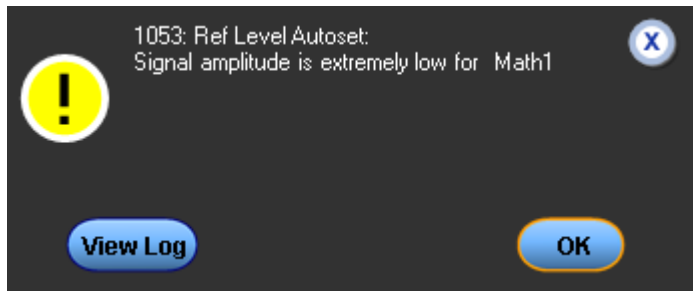 1053: Ref Level Autoset:
Signal amplitude is extremely low for Math1
X
!
View Log
OK